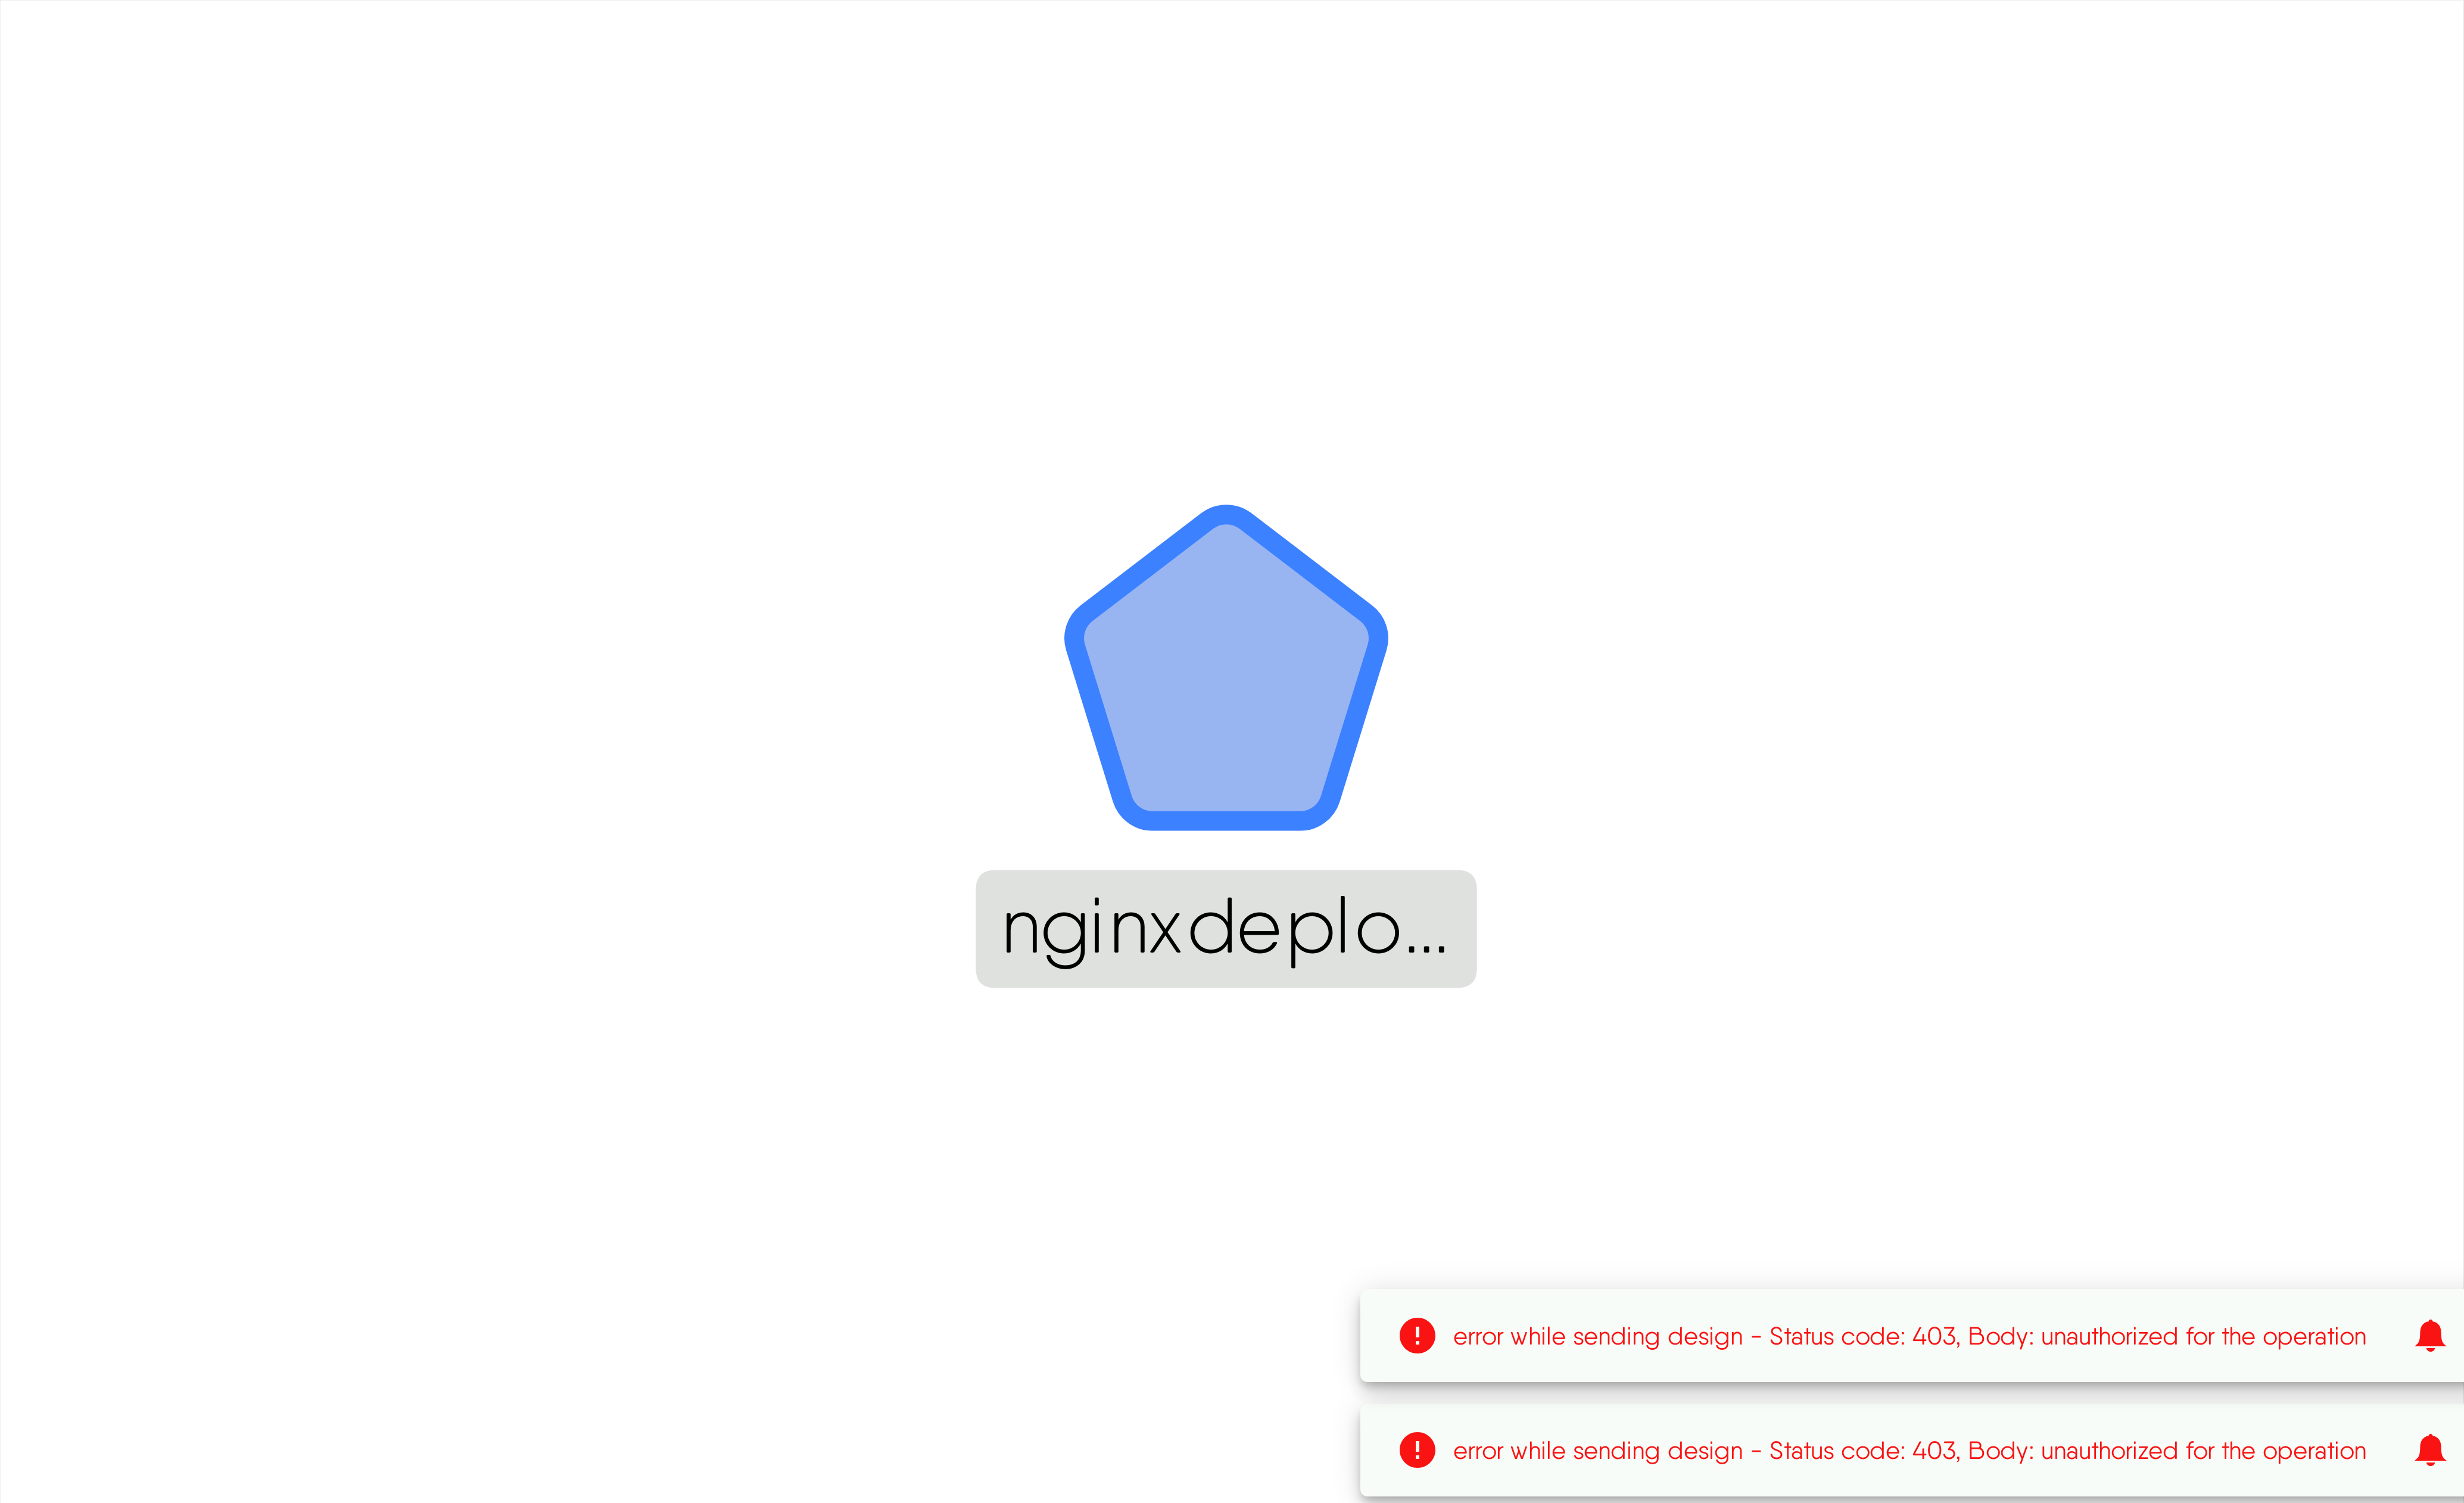 nginxdeplo...
error while sending design - Status code: 403, Body: unauthorized for the operation
error while sending design - Status code: 403, Body: unauthorized for the operation